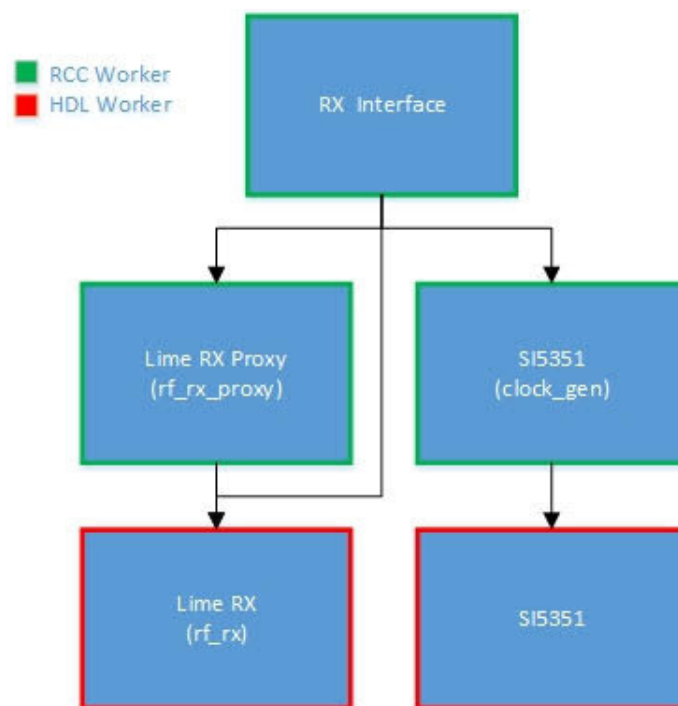 RCC Worker
HDL Worker
RX Interface
Lime RX Proxy
(rf_rx_proxy)
SI5351
(clock_gen)
Lime RX
(rf_rx)
SI5351